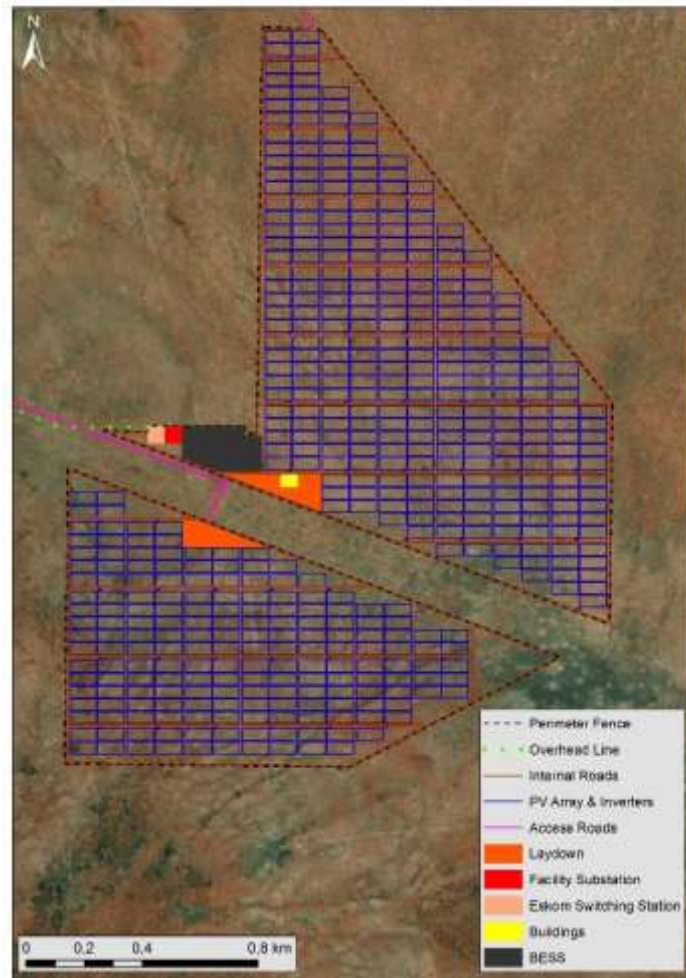 N
Perimeter Fence
Overhead Line
Internal Roads
PV Array & Inverters
Access Roads
Laydown
Facility Substation
Eskom Switching Station
Buildings
BESS
0 0,2 0,4 0,8 km